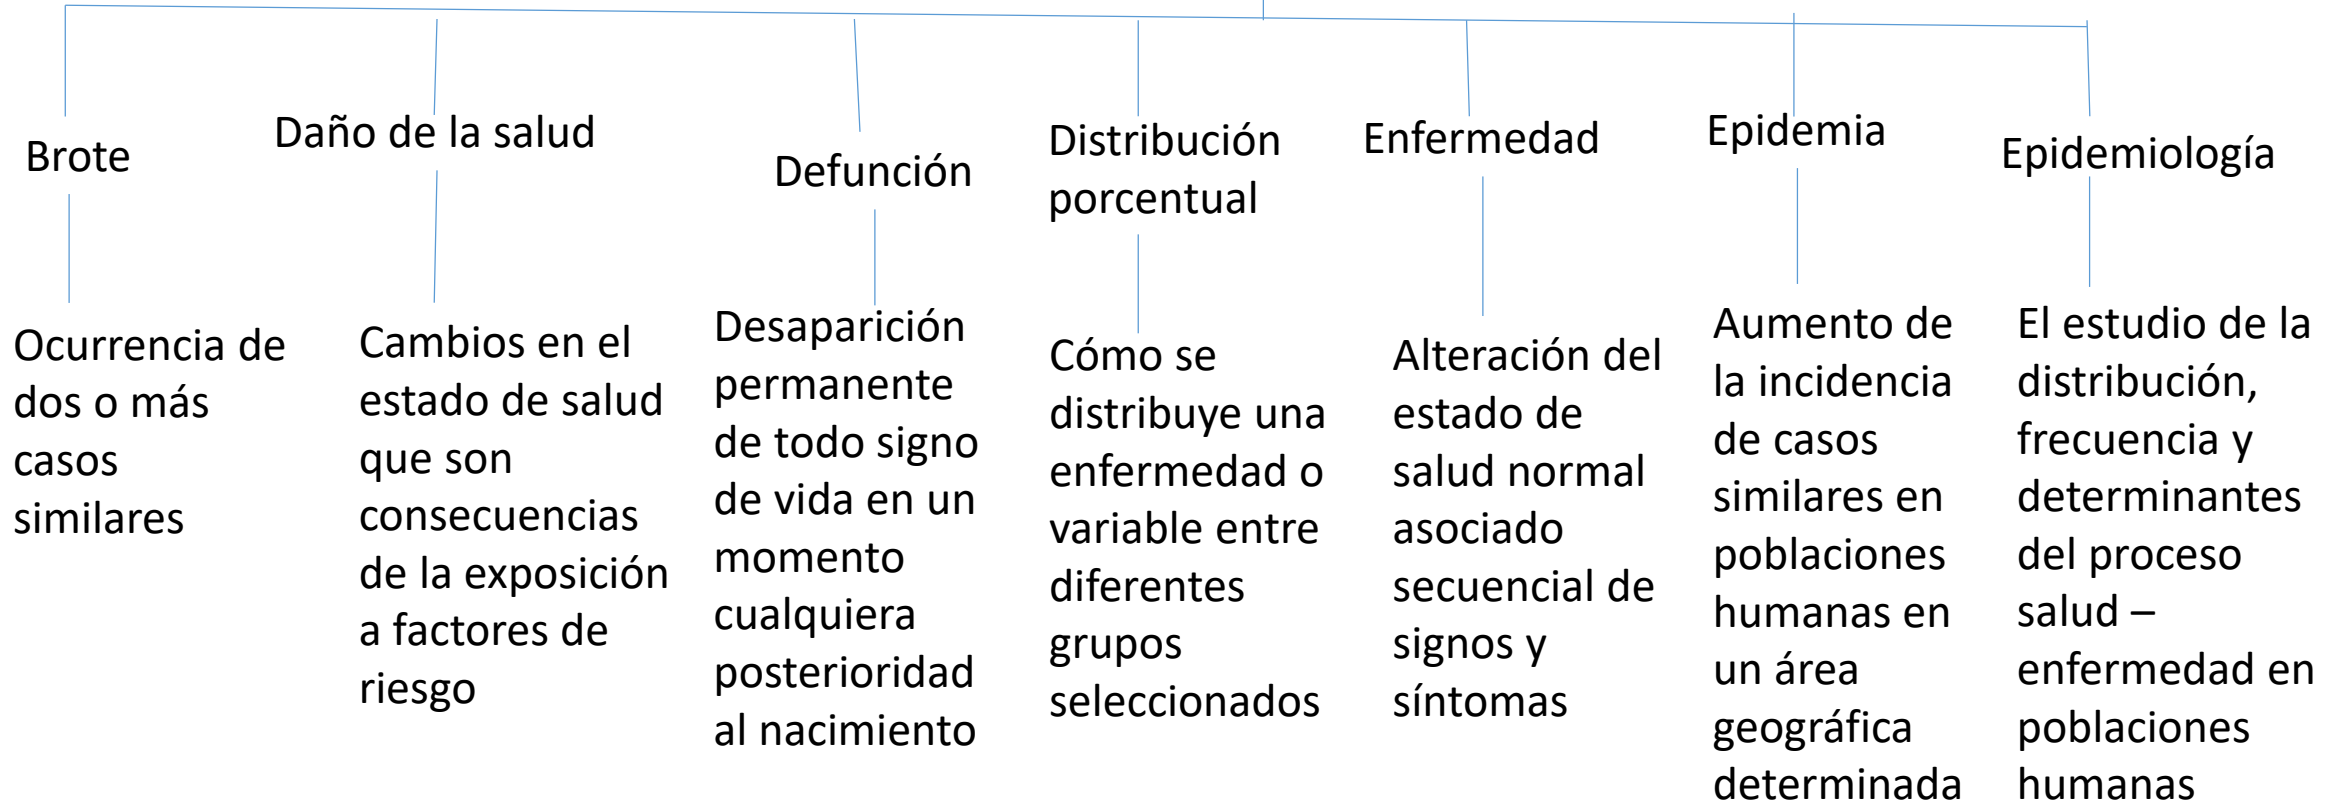 Brote
Ocurrencia de
dos o más
casos
similares
Daño de la salud
Cambios en el
estado de salud
que son
consecuencias
de la exposición
a factores de
riesgo
Defunción
Desaparición
permanente
de todo signo
de vida en un
momento
cualquiera
posterioridad
al nacimiento
Distribución
porcentual
Cómo se
distribuye una
enfermedad o
variable entre
diferentes
grupos
seleccionados
Enfermedad
Alteración del
estado de
salud normal
asociado
secuencial de
signos y
síntomas
Epidemia
Aumento de
la incidencia
de casos
similares en
poblaciones
humanas en
un área
geográfica
determinada
Epidemiología
El estudio de la
distribución,
frecuencia y
determinantes
del proceso
salud –
enfermedad en
poblaciones
humanas